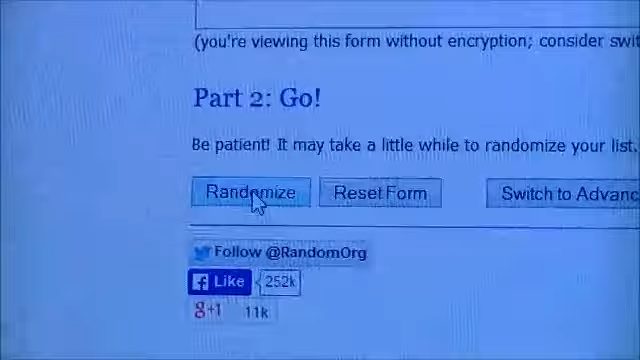 (you're viewing this form without encryption; consider swit
Part 2: Go!
Be patient! It may take a little while to randomize your list.
Randomize Reset Form Switch to Advanc
Follow @RandomOrg
Like 252k
g+1 11k